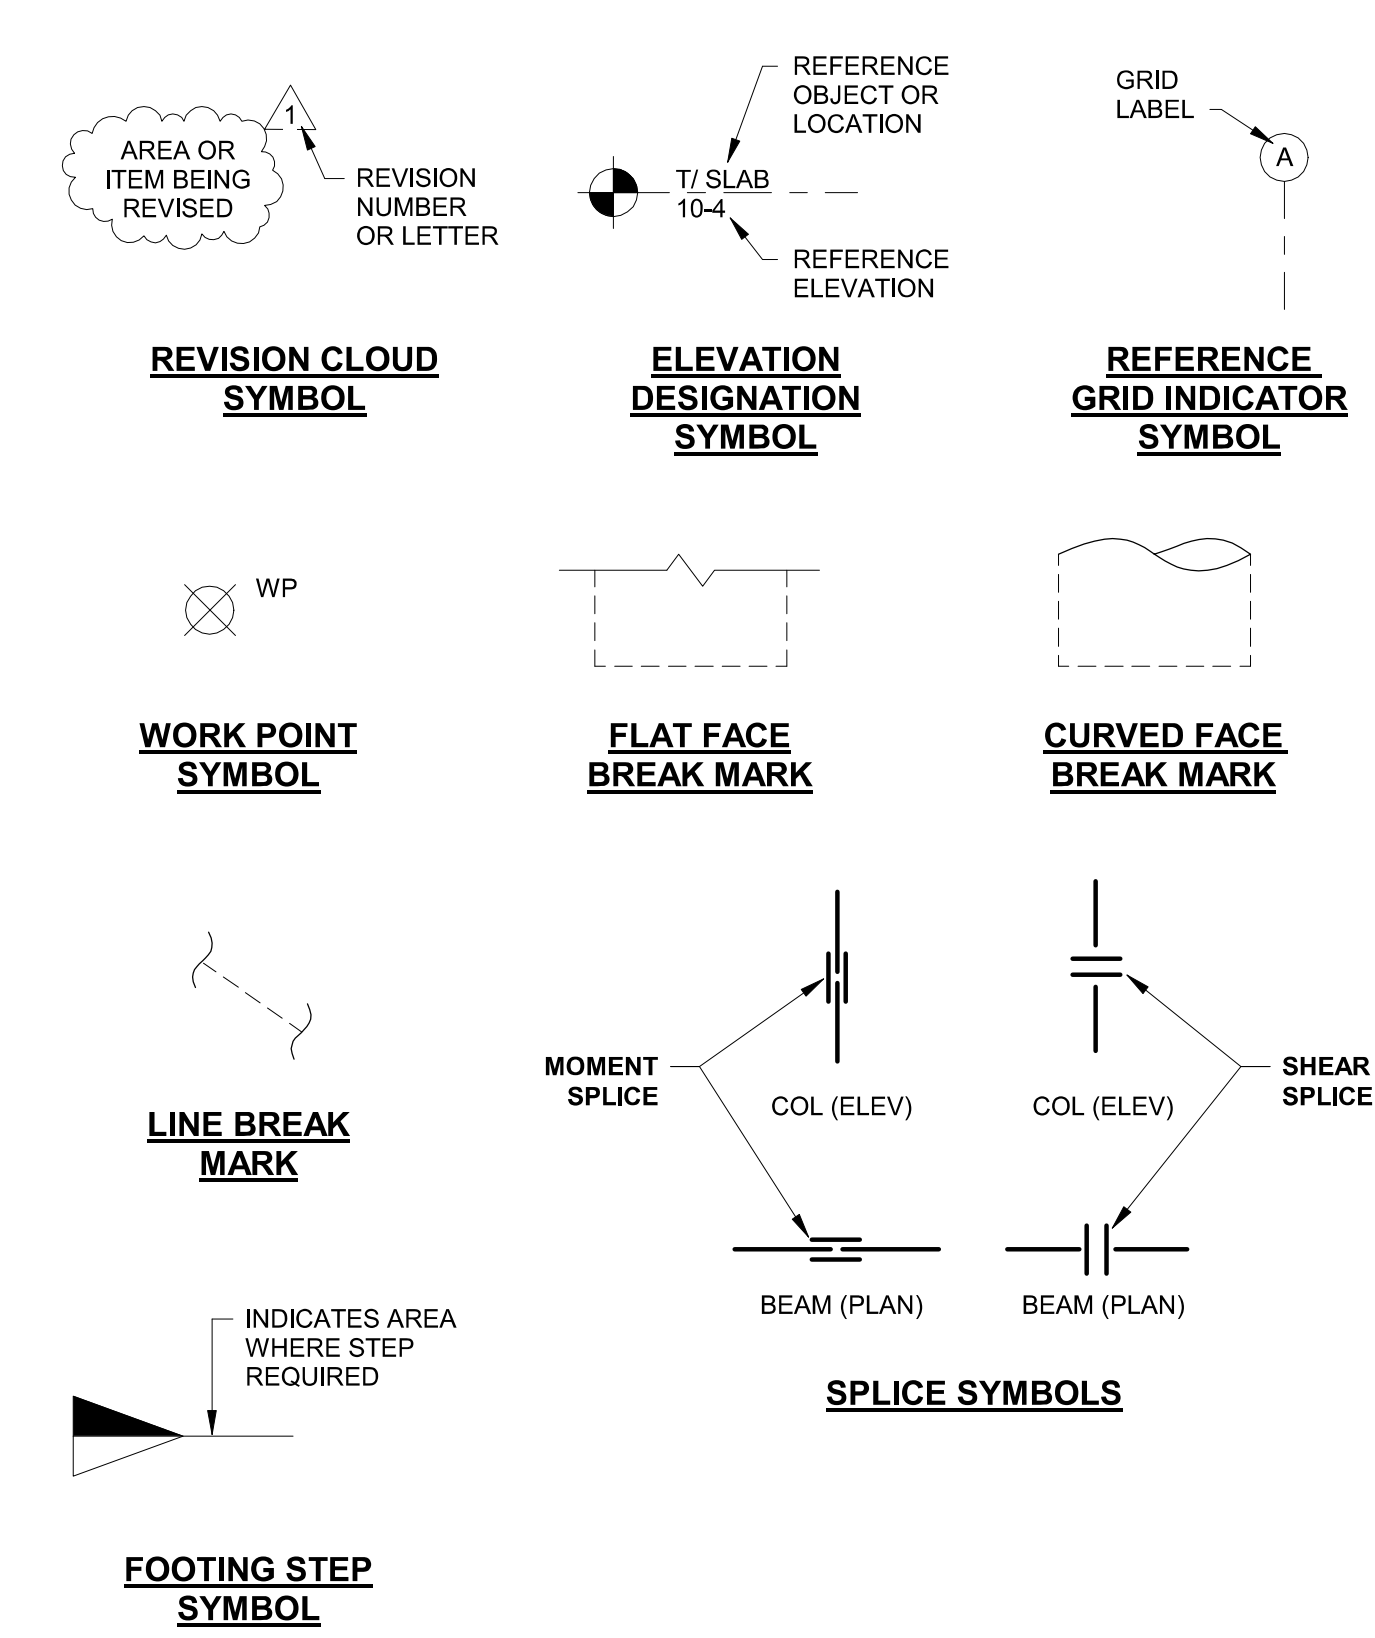 1
AREA OR
ITEM BEING
REVISED
REVISION
NUMBER
OR LETTER
REVISION CLOUD
SYMBOL
REFERENCE
OBJECT OR
LOCATION
T/ SLAB
10-4
REFERENCE
ELEVATION
ELEVATION
DESIGNATION
SYMBOL
GRID
LABEL
A
REFERENCE
GRID INDICATOR
SYMBOL
WP
WORK POINT
SYMBOL
FLAT FACE
BREAK MARK
CURVED FACE
BREAK MARK
LINE BREAK
MARK
MOMENT
SPLICE
COL (ELEV)
COL (ELEV)
SHEAR
SPLICE
BEAM (PLAN)
BEAM (PLAN)
SPLICE SYMBOLS
INDICATES AREA
WHERE STEP
REQUIRED
FOOTING STEP
SYMBOL